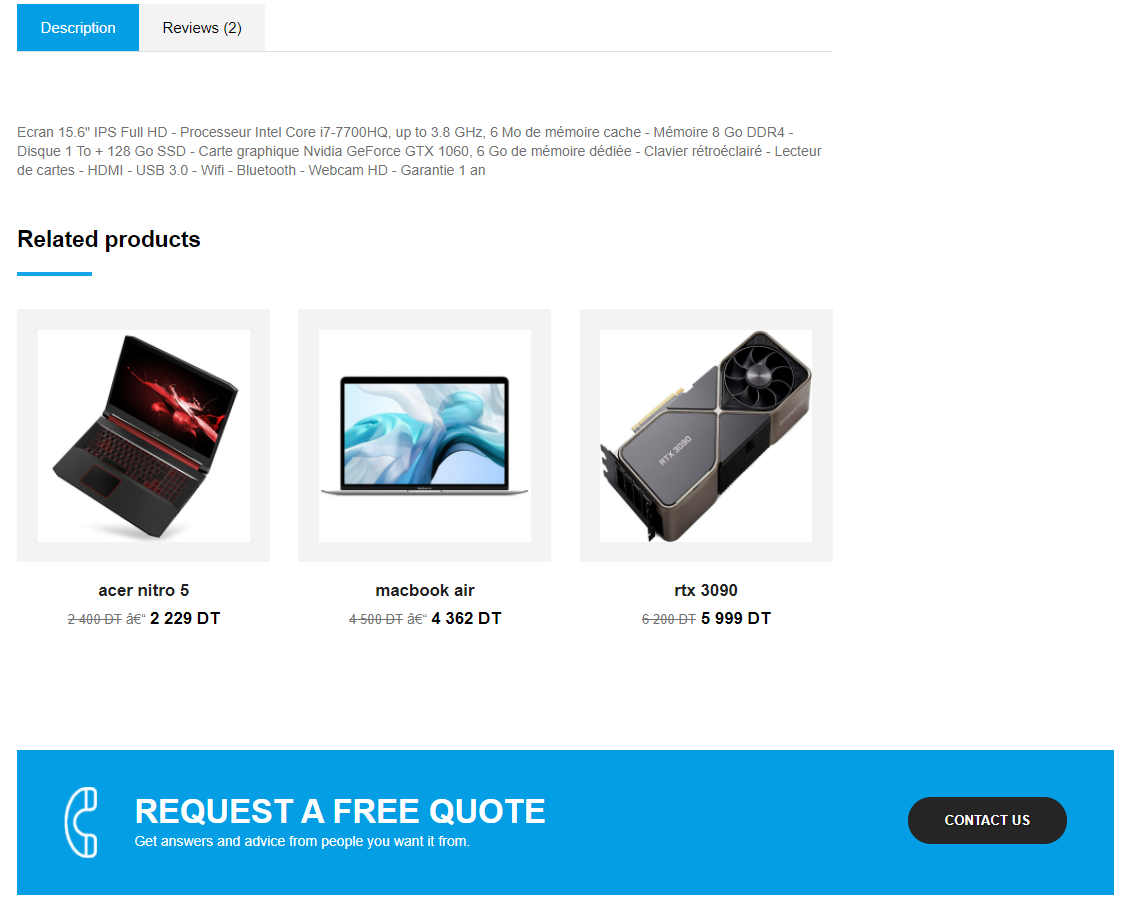 Description
Reviews (2)
Ecran 15.6" IPS Full HD - Processeur Intel Core i7-7700HQ, up to 3.8 GHz, 6 Mo de mémoire cache - Mémoire 8 Go DDR4 -
Disque 1 To + 128 Go SSD - Carte graphique Nvidia GeForce GTX 1060, 6 Go de mémoire dédiée - Clavier rétroéclairé - Lecteur
de cartes - HDMI - USB 3.0 - Wifi - Bluetooth - Webcam HD - Garantie 1 an
Related products
RTX 3090
acer nitro 5
2 400 DT â€“ 2 229 DT
macbook air
4 500 DT â€“ 4 362 DT
rtx 3090
6 200 DT 5 999 DT
REQUEST A FREE QUOTE
Get answers and advice from people you want it from.
CONTACT US